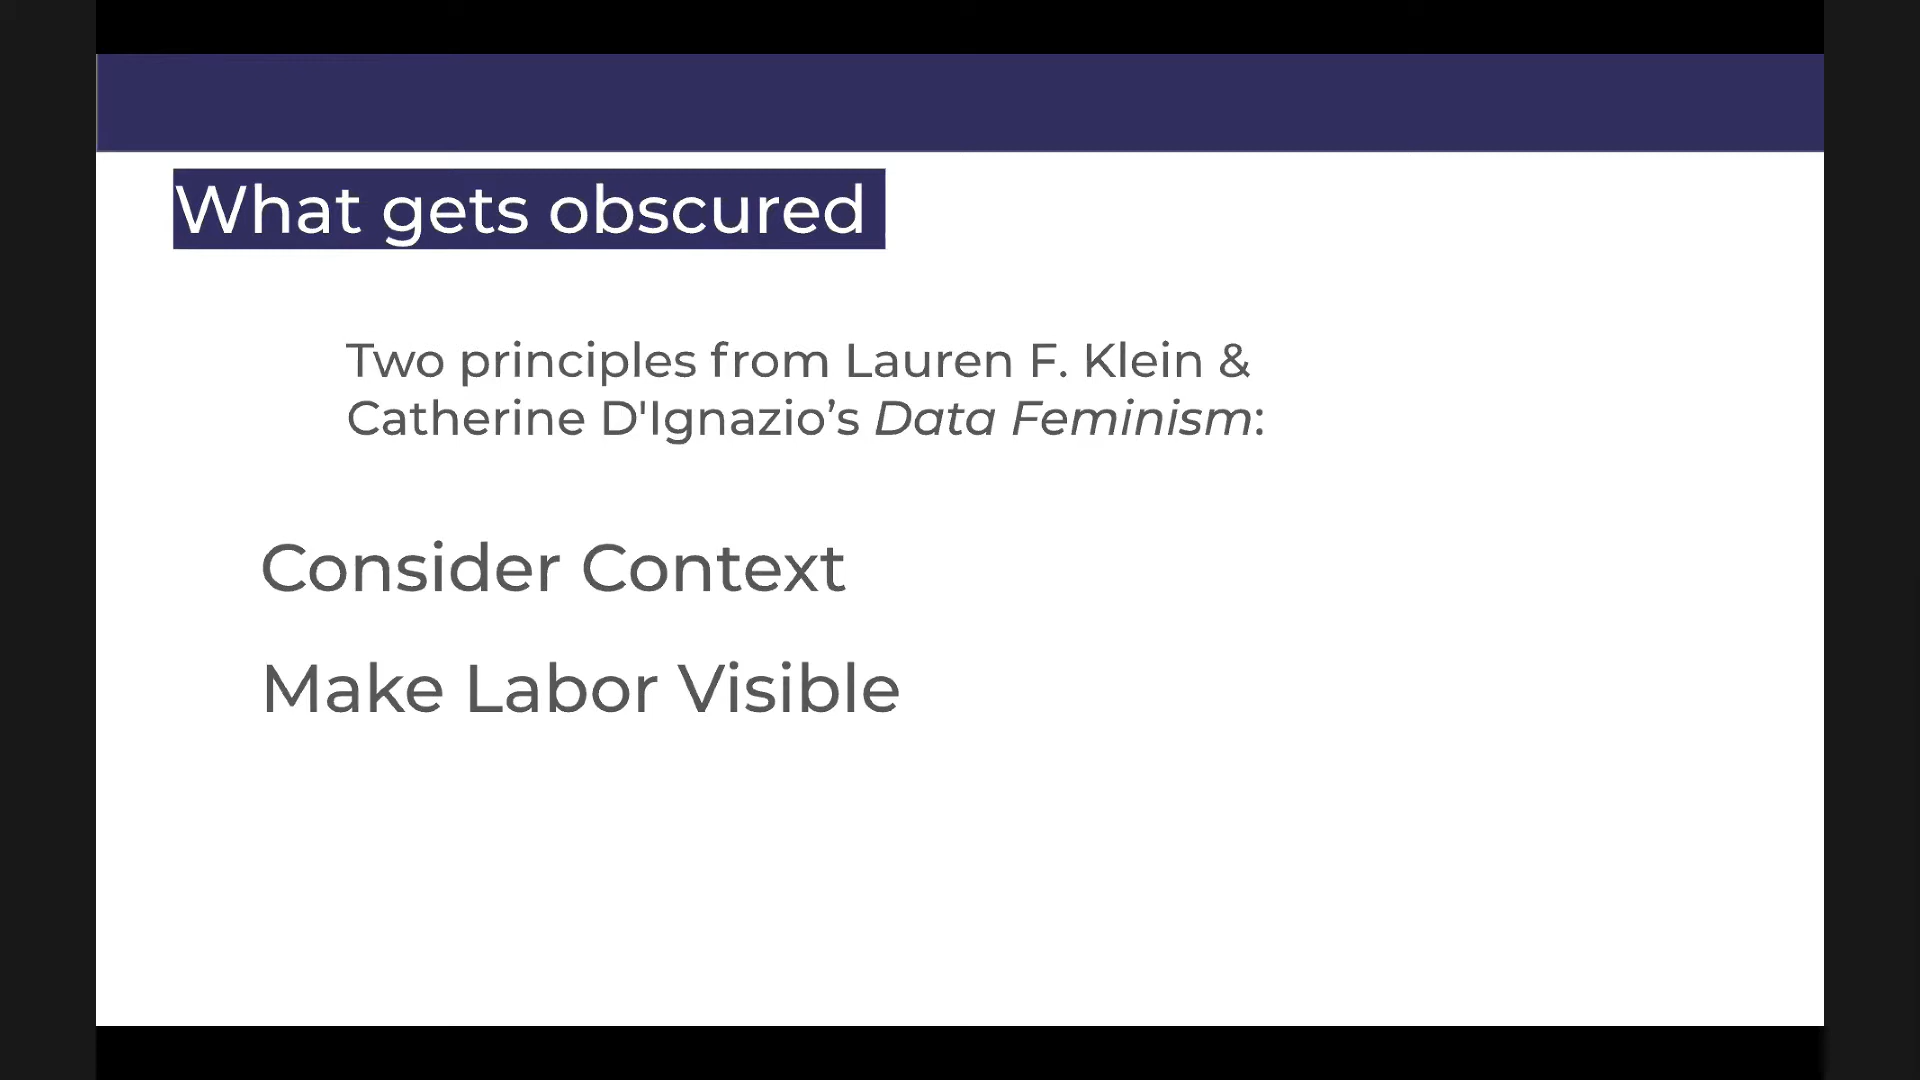 What gets obscured
Two principles from Lauren F. Klein &
Catherine D'Ignazio’s Data Feminism:
Consider Context
Make Labor Visible